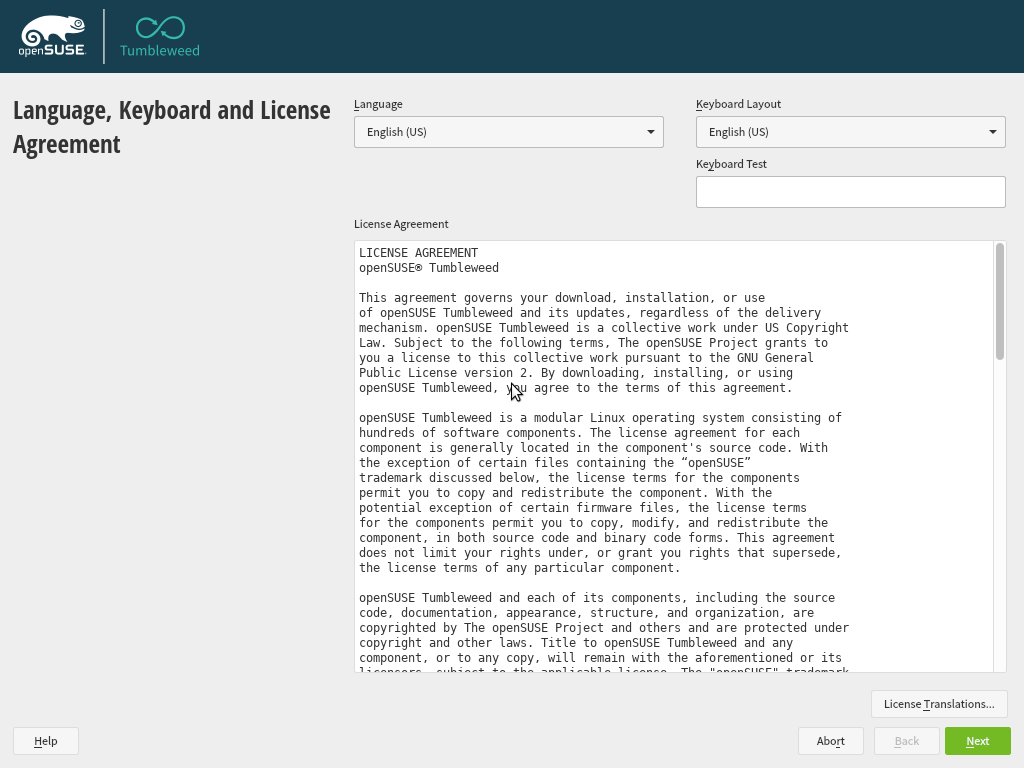 openSUSE.
Tumbleweed
Language, Keyboard and License
Agreement
Language
Keyboard Layout
English (US)
English (US)
Keyboard Test
License Agreement
LICENSE AGREEMENT
openSUSE® Tumbleweed
This agreement governs your download, installation, or use
of openSUSE Tumbleweed and its updates, regardless of the delivery
mechanism. openSUSE Tumbleweed is a collective work under US Copyright
Law. Subject to the following terms, The openSUSE Project grants to
you a license to this collective work pursuant to the GNU General
Public License version 2. By downloading, installing, or using
openSUSE Tumbleweed, you agree to the terms of this agreement.
openSUSE Tumbleweed is a modular Linux operating system consisting of
hundreds of software components. The license agreement for each
component is generally located in the component's source code. With
the exception of certain files containing the “openSUSE”
trademark discussed below, the license terms for the components
permit you to copy and redistribute the component. With the
potential exception of certain firmware files, the license terms
for the components permit you to copy, modify, and redistribute the
component, in both source code and binary code forms. This agreement
does not limit your rights under, or grant you rights that supersede,
the license terms of any particular component.
openSUSE Tumbleweed and each of its components, including the source
code, documentation, appearance, structure, and organization, are
copyrighted by The openSUSE Project and others and are protected under
copyright and other laws. Title to openSUSE Tumbleweed and any
component, or to any copy, will remain with the aforementioned or its
licensors, subject to the applicable license. The "openSUSE" trademark
License Translations...
Help
Abort
Back
Next